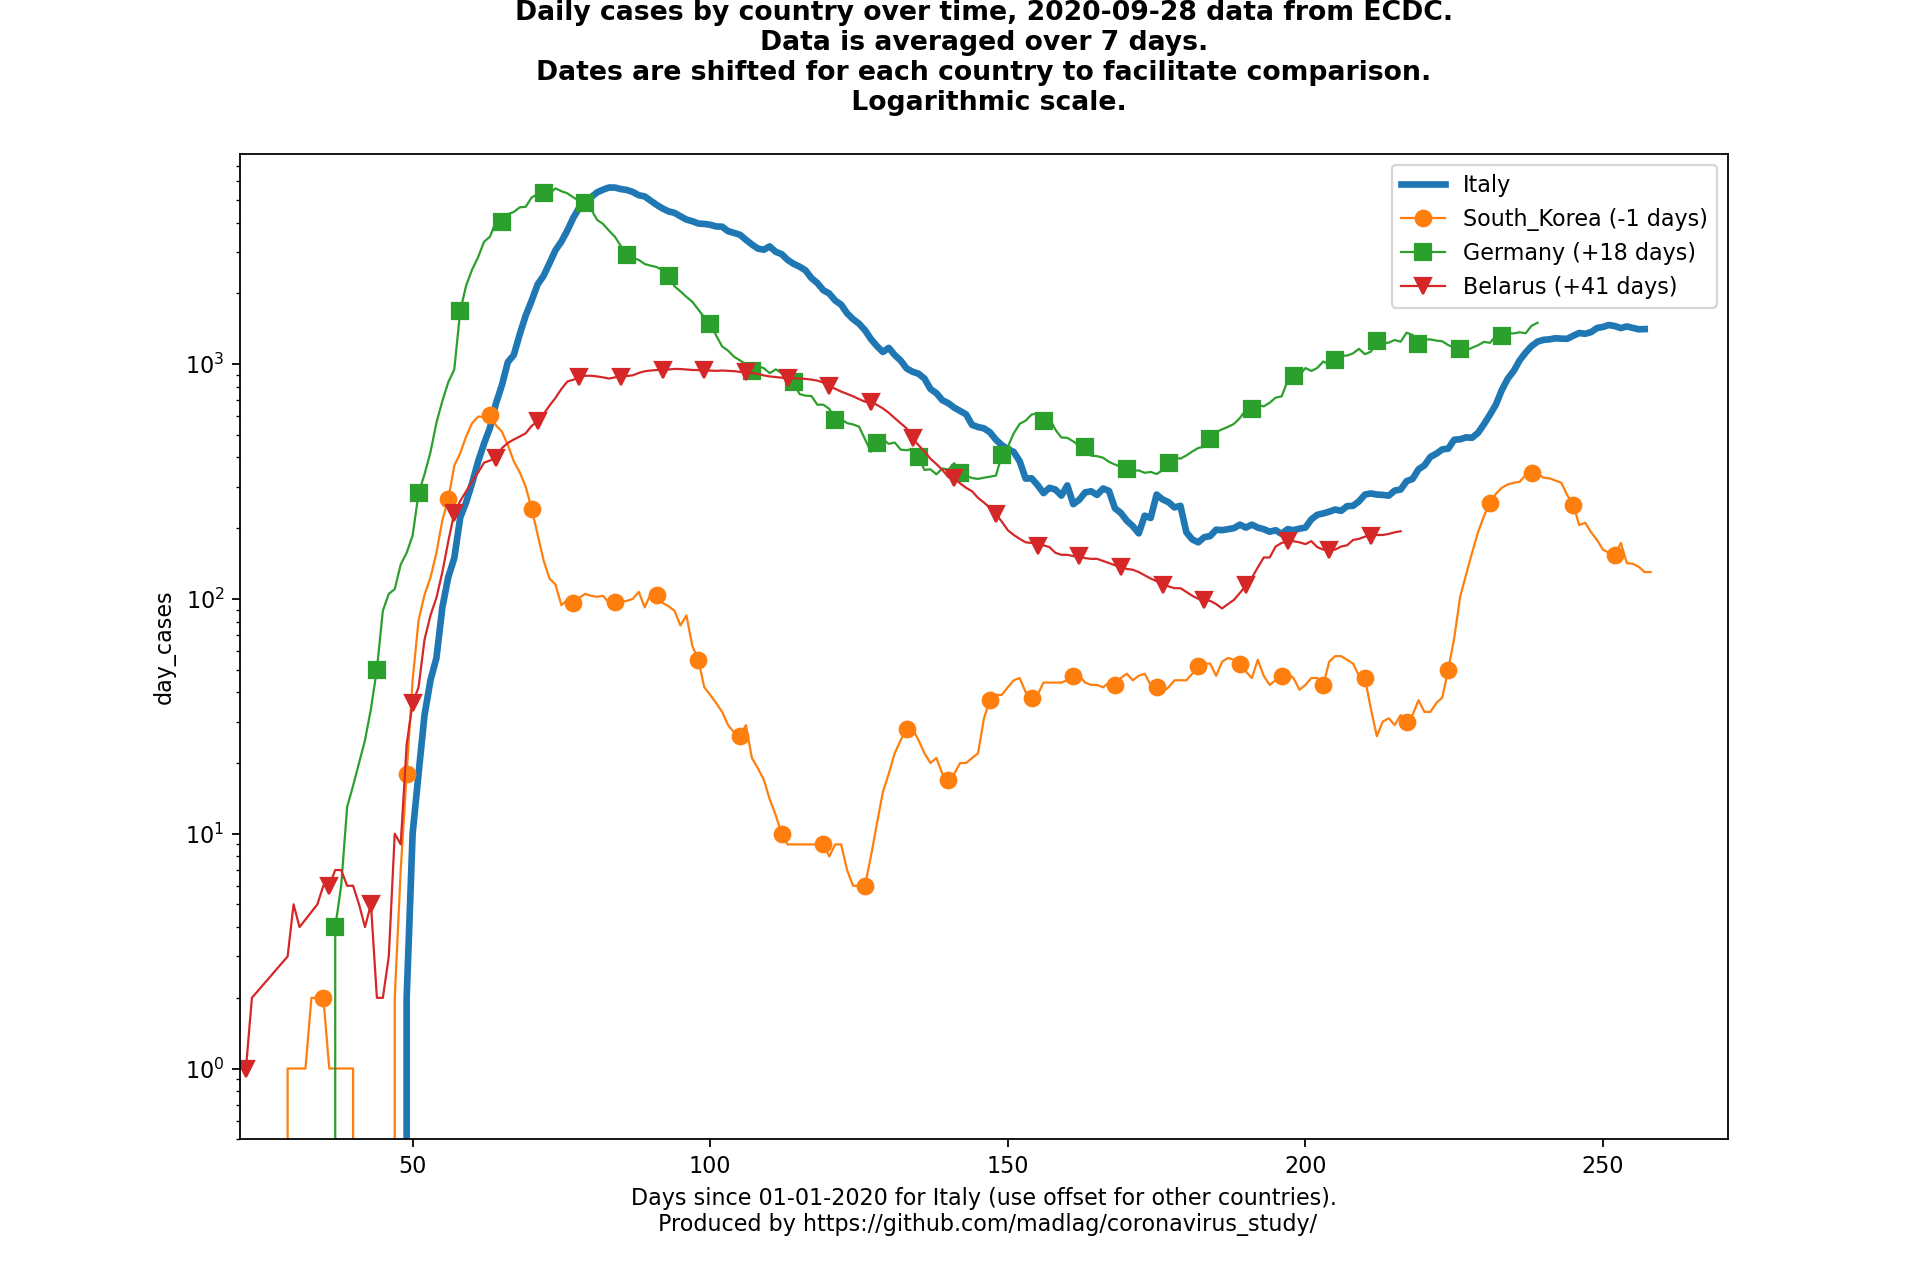 Daily cases by country over time, 2020-09-28 data from ECDC.
Data is averaged over 7 days.
Dates are shifted for each country to facilitate comparison.
Logarithmic scale.
Italy
South_Korea (-1 days)
Germany (+18 days)
Belarus (+41 days)
day_cases
10³
10²
10¹
10⁰
50
100
150
200
250
Days since 01-01-2020 for Italy (use offset for other countries).
Produced by https://github.com/madlag/coronavirus_study/